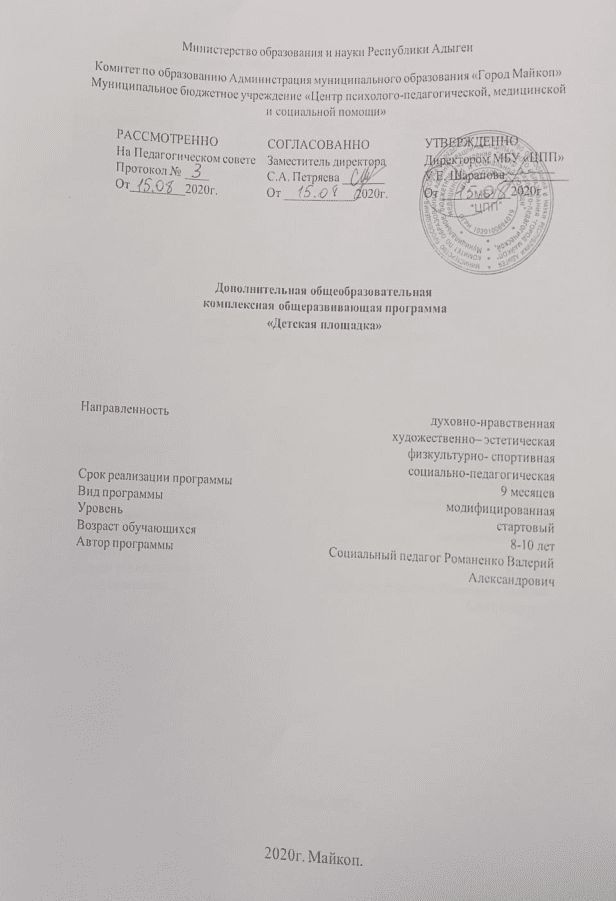 Министерство образования и науки Республики Адыгеи
Комитет по образованию Администрация муниципального образования «Город Майкоп»
Муниципальное бюджетное учреждение «Центр психолого-педагогической, медицинской
и социальной помощи»
РАССМОТРЕНО
На Педагогическом совете
Протокол № 3
От 15.08 2020г.
СОГЛАСОВАННО
Заместитель директора
С.А. Петряева
От 15.08 2020г.
УТВЕРЖДЕННО
Директором МБУ «ЦПП»
Шарапова
От 15.08 2020г.
"ЦПП"
Дополнительная общеобразовательная
комплексная общеразвивающая программа
«Детская площадка»
Направленность
духовно-нравственная
художественно– эстетическая
физкультурно- спортивная
социально-педагогическая
Срок реализации программы
9 месяцев
Вид программы
модифицированная
Уровень
стартовый
Возраст обучающихся
8-10 лет
Автор программы
Социальный педагог Романенко Валерий
Александрович
2020г. Майкоп.